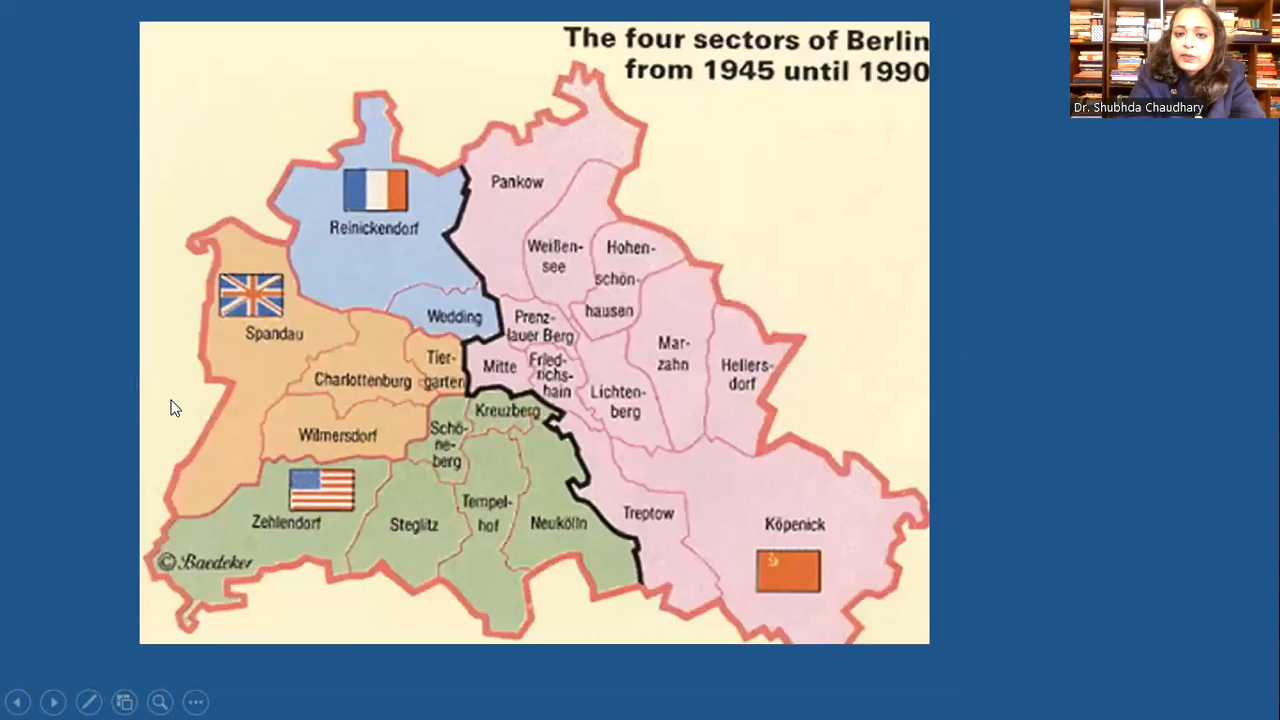 The four sectors of Berlin
from 1945 until 1990
Dr. Shubhda Chaudhary
Pankow
Reinickendorf
Weißen-
see
Hohen-
schön-
hausen
Wedding
Spandau
Prenz-
lauer Berg
Mar-
zahn
Hellers-
dorf
Tier-
garten
Mitte
Fried-
richs-
hain
Charlottenburg
Lichten-
berg
Kreuzberg
Wilmersdorf
Schö-
ne-
berg
Zehlendorf
Steglitz
Tempel-
hof
Neukölln
Treptow
Köpenick
© Baedeker